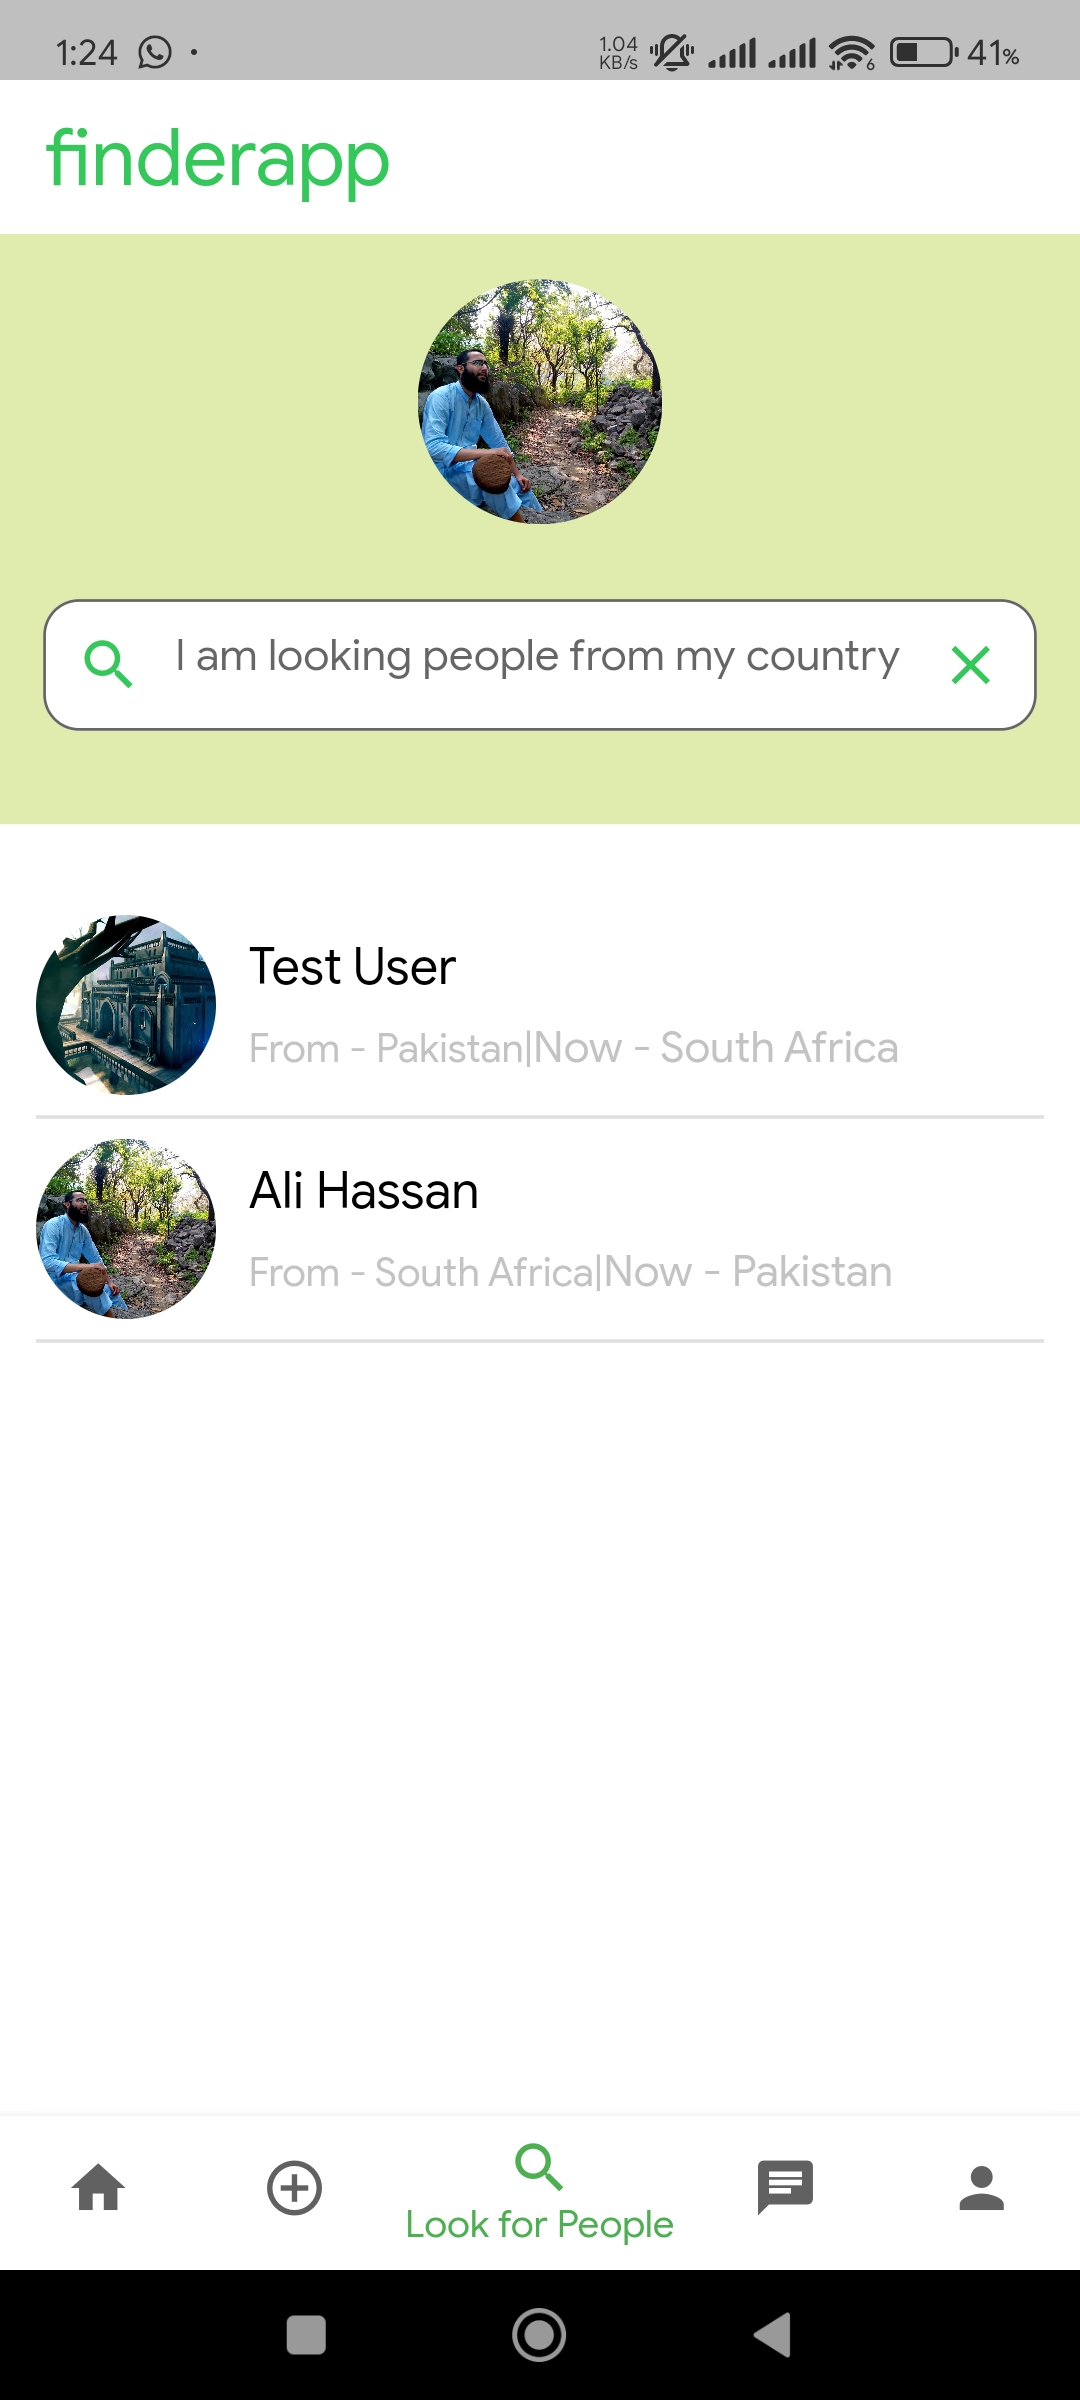 1:24
1.04 KB/s
6
41%
finderapp
I am looking people from my country
Test User
From - Pakistan|Now - South Africa
Ali Hassan
From - South Africa|Now - Pakistan
Look for People